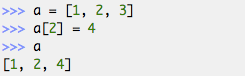 >>> a = [1, 2, 3]
>>> a[2] = 4
>>> a
[1, 2, 4]